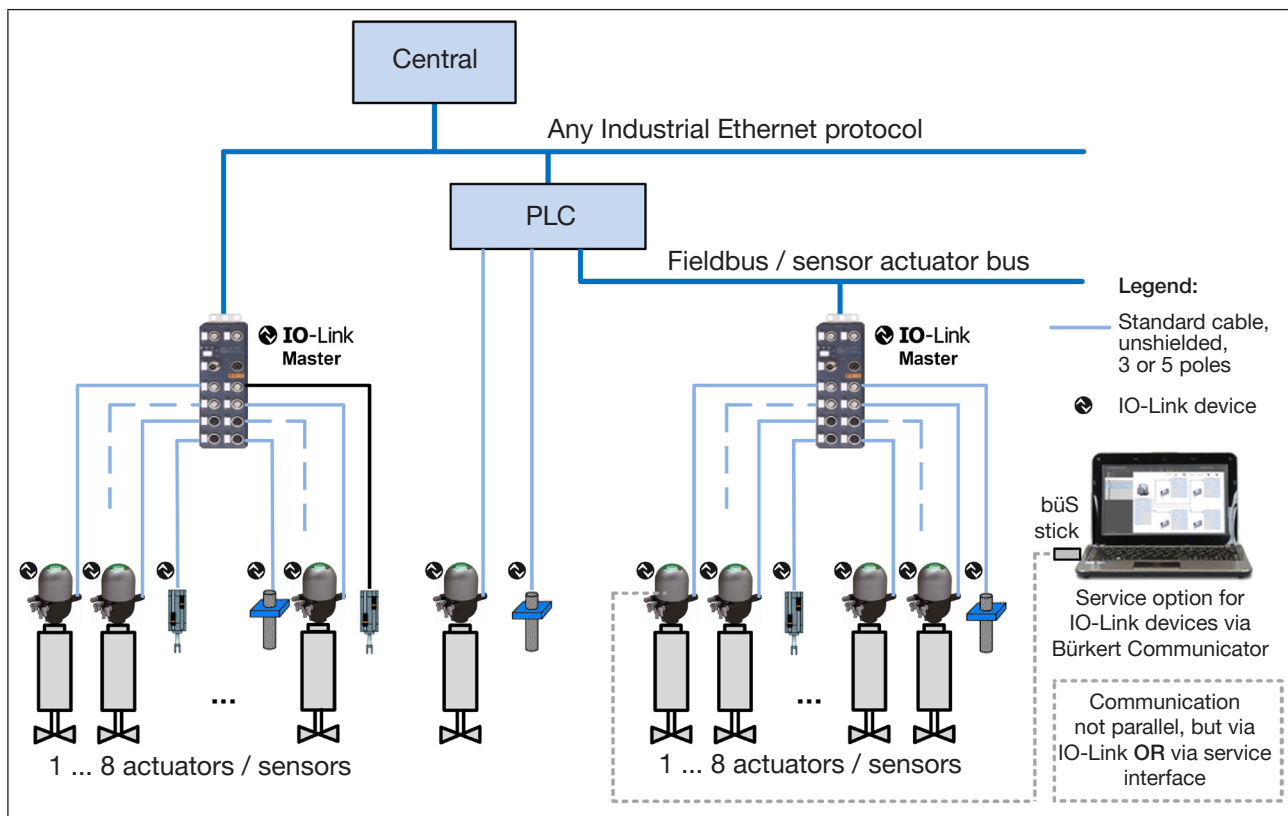 Central
Any Industrial Ethernet protocol
PLC
Fieldbus / sensor actuator bus
IO-Link
Master
IO-Link
Master
Legend:
Standard cable,
unshielded,
3 or 5 poles
IO-Link device
büS
stick
Service option for
IO-Link devices via
Bürkert Communicator
...
...
1 ... 8 actuators / sensors
1 ... 8 actuators / sensors
Communication
not parallel, but via
IO-Link OR via service
interface